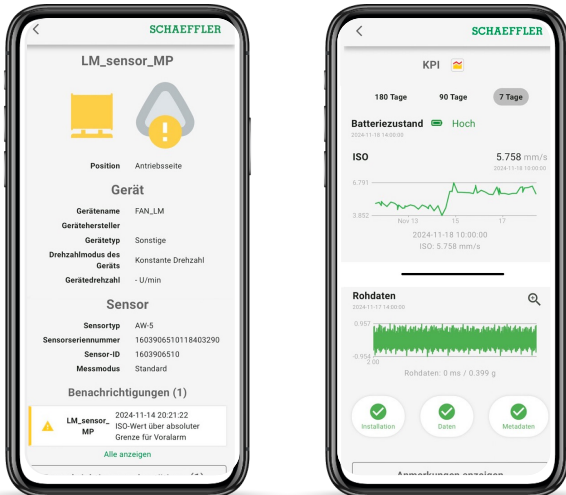 SCHAEFFLER
LM_sensor_MP
Position Antriebsseite
Gerät
Gerätename FAN_LM
Gerätehersteller
Gerätetyp Sonstige
Drehzahlmodus des
Geräts Konstante Drehzahl
Gerätedrehzahl - U/min
Sensor
Sensortyp AW-5
Sensorseriennummer 1603906510118403290
Sensor-ID 1603906510
Messmodus Standard
Benachrichtigungen (1)
LM_sensor_
MP
2024-11-14 20:21:22
ISO-Wert über absoluter
Grenze für Voralarm
Alle anzeigen
SCHAEFFLER
KPI
180 Tage 90 Tage 7 Tage
Batteriezustand Hoch
2024-11-18 14:00:00
ISO 5.758 mm/s
2024-11-18 10:00:00
6.791
3.882
Nov 13 15 17
2024-11-18 10:00:00
ISO: 5.758 mm/s
Rohdaten
2024-11-17 14:00:00
0.957
-0.954
2:00
Rohdaten: 0 ms / 0.399 g
Installation Daten Metadaten
Anmerkungen anzeigen